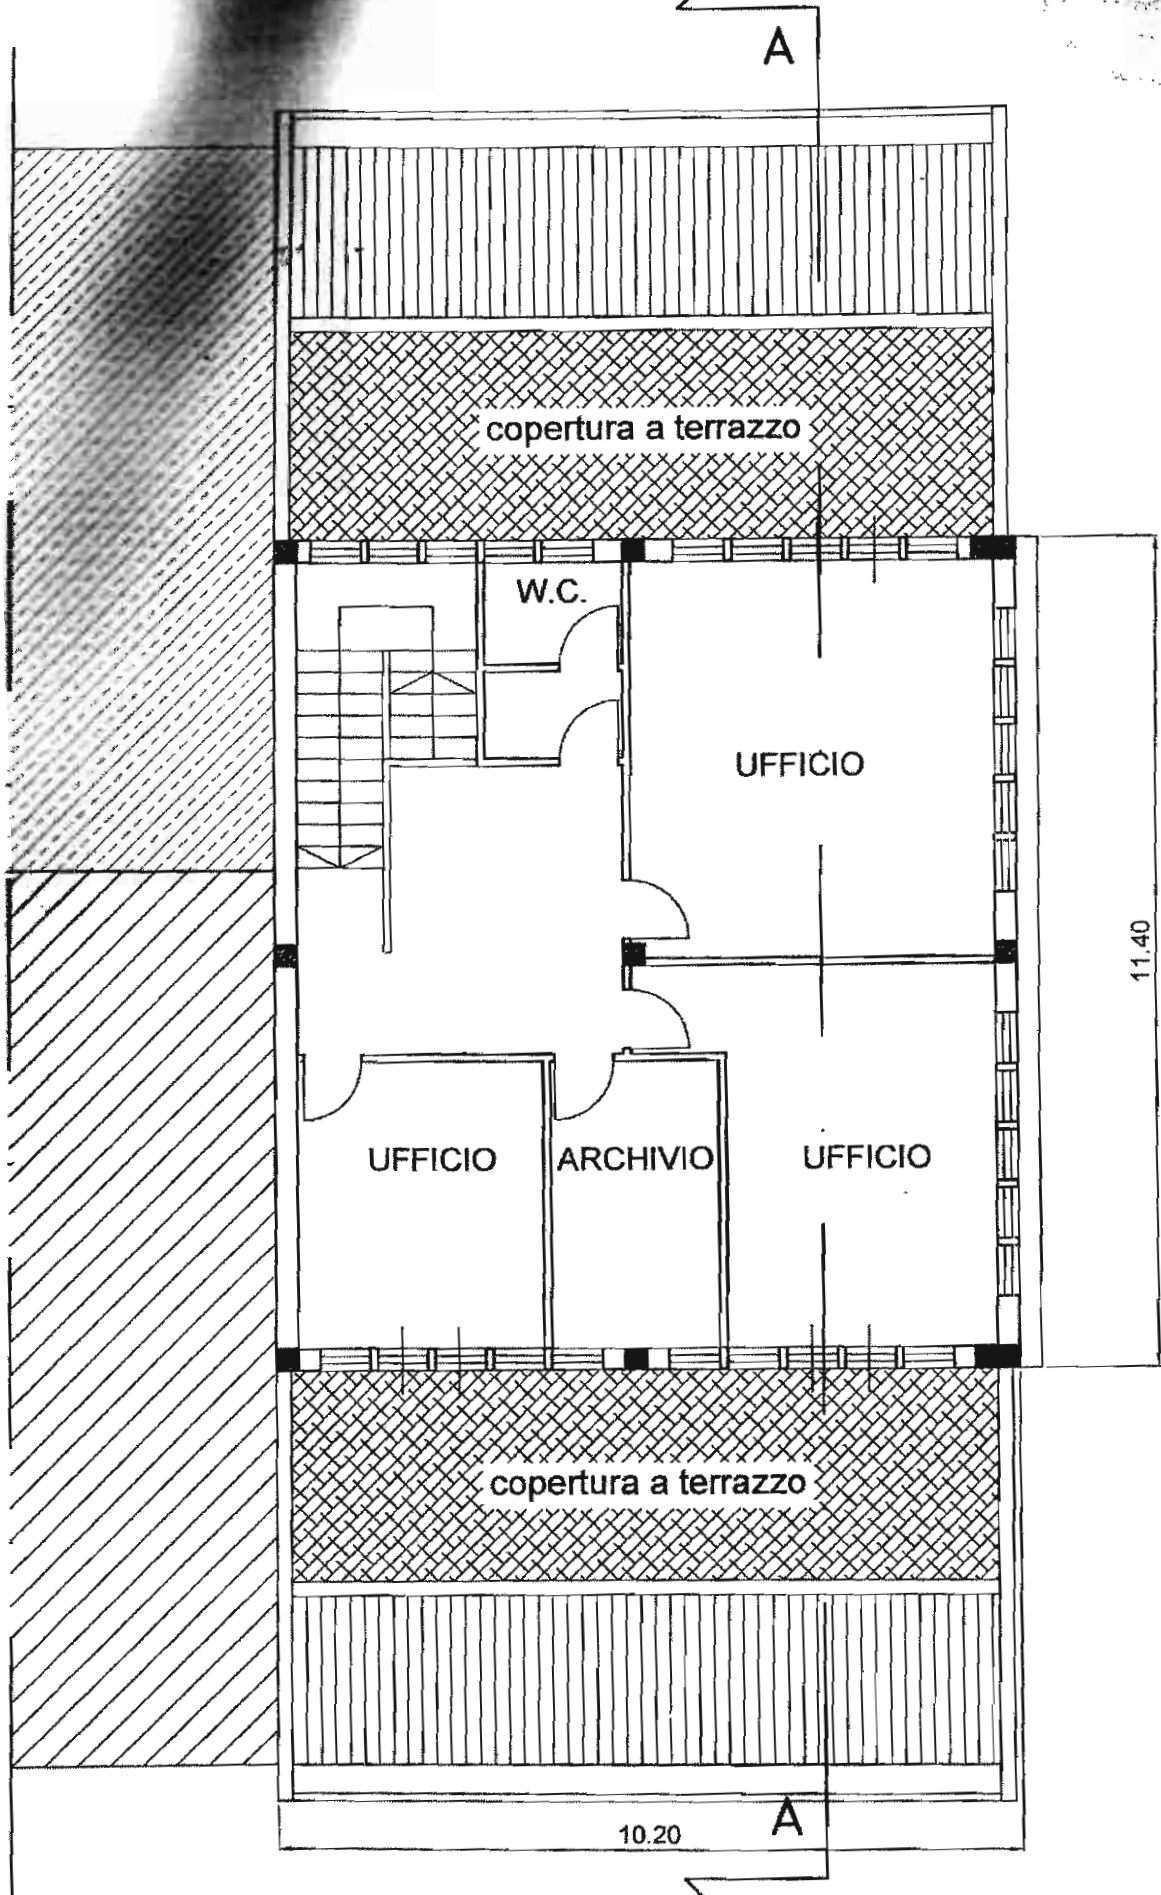 A
copertura a terrazzo
W.C.
UFFICIO
11.40
UFFICIO
ARCHIVIO
UFFICIO
copertura a terrazzo
10.20
A